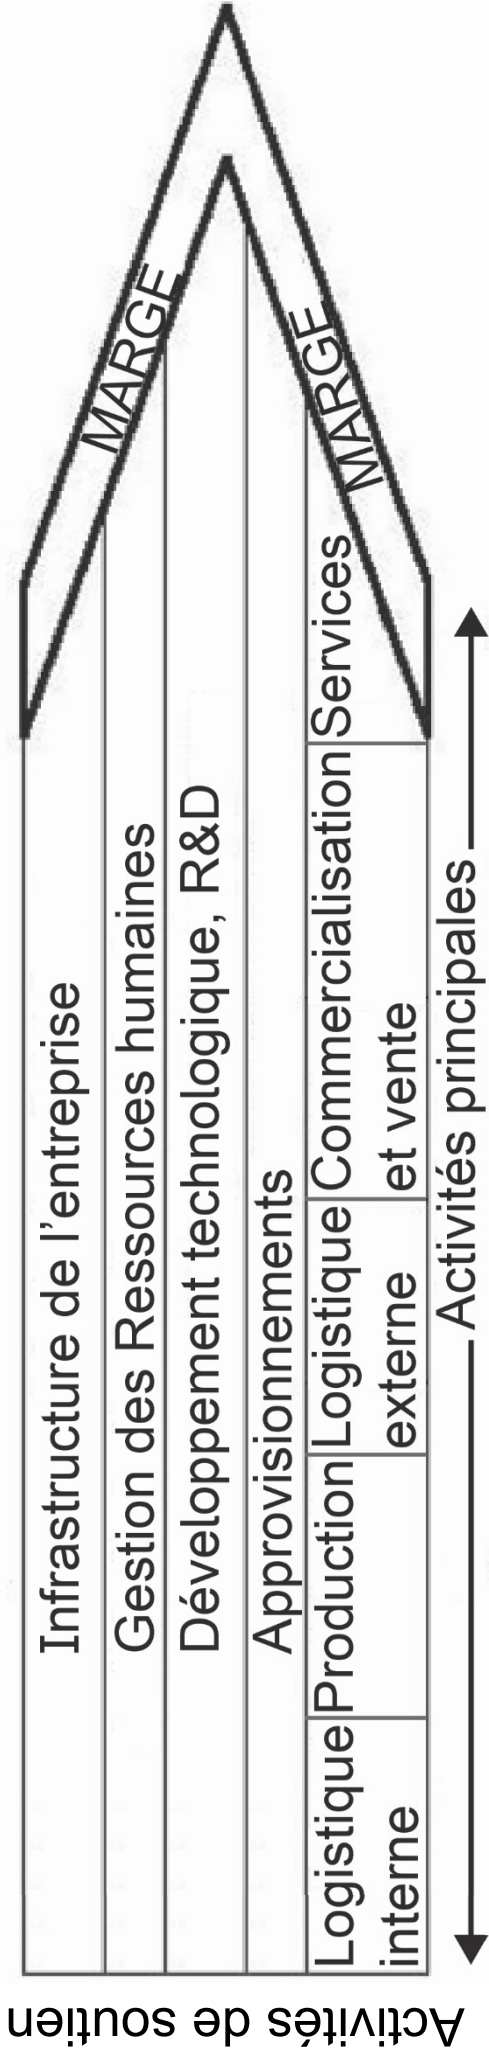 Activités de soutien
Infrastructure de l'entreprise
Gestion des Ressources humaines
Développement technologique, R&D
Approvisionnements
Logistique
interne
Production
Logistique
externe
Commercialisation
et vente
Services
MARGE
MARGE
Activités principales